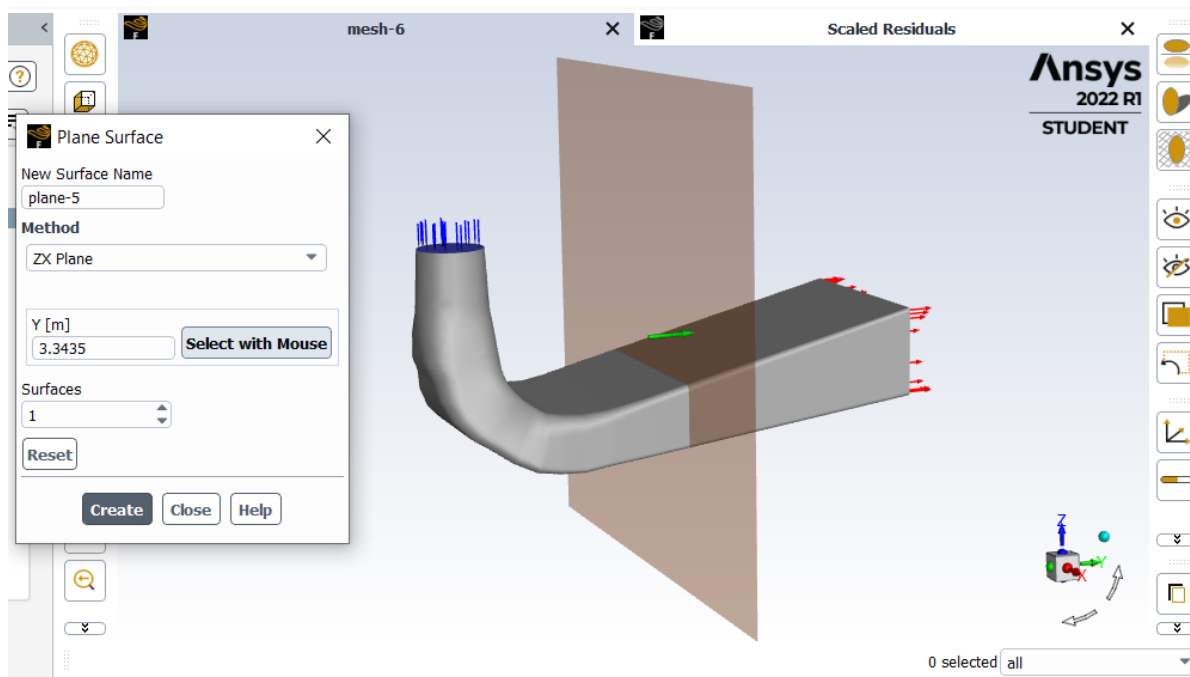 mesh-6
Scaled Residuals
Ansys
2022 R1
STUDENT
Plane Surface
New Surface Name
plane-5
Method
ZX Plane
Y [m]
3.3435
Select with Mouse
Surfaces
1
Reset
Create
Close
Help
Z
Y
X
0 selected
all